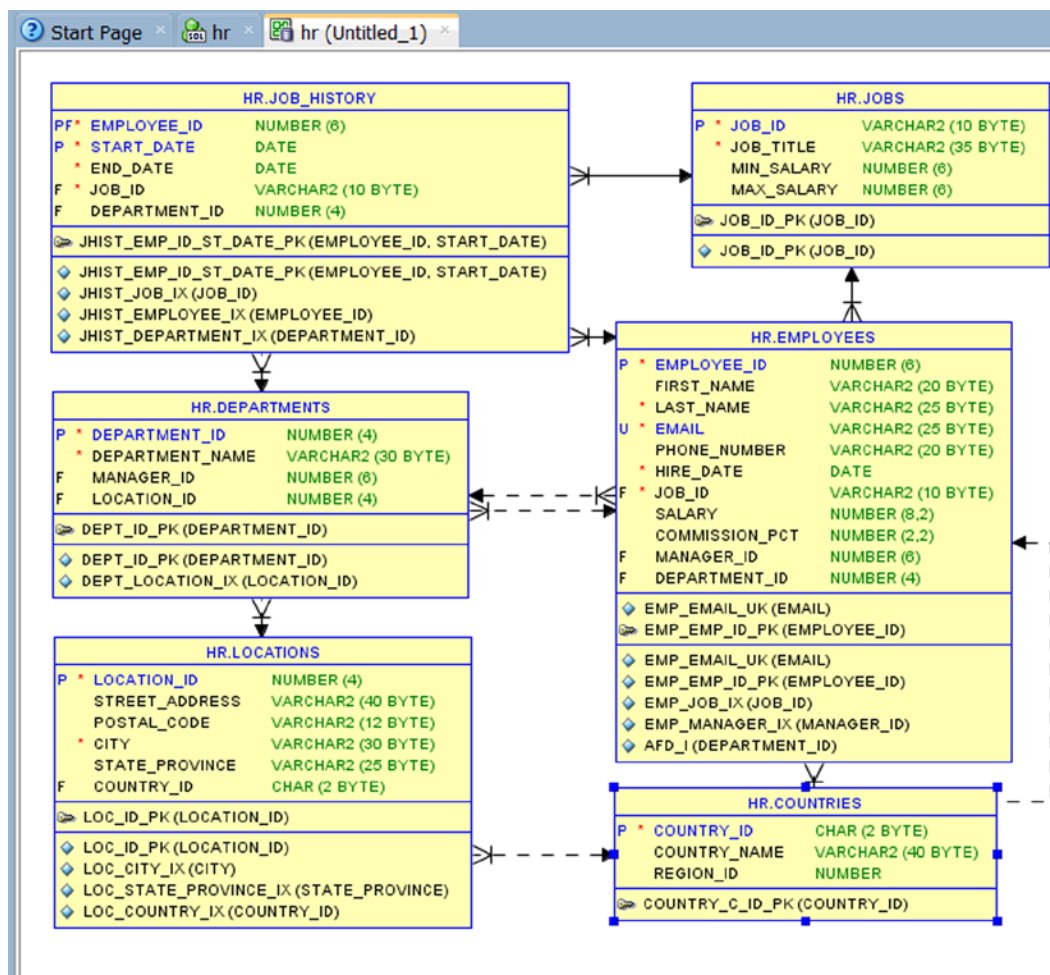 Start Page
hr
hr (Untitled_1)
HR.JOB_HISTORY
PF* EMPLOYEE_ID NUMBER (6)
P * START_DATE DATE
* END_DATE DATE
F * JOB_ID VARCHAR2 (10 BYTE)
F DEPARTMENT_ID NUMBER (4)
JHIST_EMP_ID_ST_DATE_PK (EMPLOYEE_ID, START_DATE)
JHIST_EMP_ID_ST_DATE_PK (EMPLOYEE_ID, START_DATE)
JHIST_JOB_IX (JOB_ID)
JHIST_EMPLOYEE_IX (EMPLOYEE_ID)
JHIST_DEPARTMENT_IX (DEPARTMENT_ID)
HR.JOBS
P * JOB_ID VARCHAR2 (10 BYTE)
* JOB_TITLE VARCHAR2 (35 BYTE)
MIN_SALARY NUMBER (6)
MAX_SALARY NUMBER (6)
JOB_ID_PK (JOB_ID)
JOB_ID_PK (JOB_ID)
HR.EMPLOYEES
P * EMPLOYEE_ID NUMBER (6)
FIRST_NAME VARCHAR2 (20 BYTE)
* LAST_NAME VARCHAR2 (25 BYTE)
U * EMAIL VARCHAR2 (25 BYTE)
PHONE_NUMBER VARCHAR2 (20 BYTE)
* HIRE_DATE DATE
F * JOB_ID VARCHAR2 (10 BYTE)
SALARY NUMBER (8,2)
COMMISSION_PCT NUMBER (2,2)
F MANAGER_ID NUMBER (6)
F DEPARTMENT_ID NUMBER (4)
EMP_EMAIL_UK (EMAIL)
EMP_EMP_ID_PK (EMPLOYEE_ID)
EMP_EMAIL_UK (EMAIL)
EMP_EMP_ID_PK (EMPLOYEE_ID)
EMP_JOB_IX (JOB_ID)
EMP_MANAGER_IX (MANAGER_ID)
AFD_I (DEPARTMENT_ID)
HR.DEPARTMENTS
P * DEPARTMENT_ID NUMBER (4)
* DEPARTMENT_NAME VARCHAR2 (30 BYTE)
F MANAGER_ID NUMBER (6)
F LOCATION_ID NUMBER (4)
DEPT_ID_PK (DEPARTMENT_ID)
DEPT_ID_PK (DEPARTMENT_ID)
DEPT_LOCATION_IX (LOCATION_ID)
HR.LOCATIONS
P * LOCATION_ID NUMBER (4)
STREET_ADDRESS VARCHAR2 (40 BYTE)
POSTAL_CODE VARCHAR2 (12 BYTE)
* CITY VARCHAR2 (30 BYTE)
STATE_PROVINCE VARCHAR2 (25 BYTE)
F COUNTRY_ID CHAR (2 BYTE)
LOC_ID_PK (LOCATION_ID)
LOC_ID_PK (LOCATION_ID)
LOC_CITY_IX (CITY)
LOC_STATE_PROVINCE_IX (STATE_PROVINCE)
LOC_COUNTRY_IX (COUNTRY_ID)
HR.COUNTRIES
P * COUNTRY_ID CHAR (2 BYTE)
COUNTRY_NAME VARCHAR2 (40 BYTE)
REGION_ID NUMBER
COUNTRY_C_ID_PK (COUNTRY_ID)